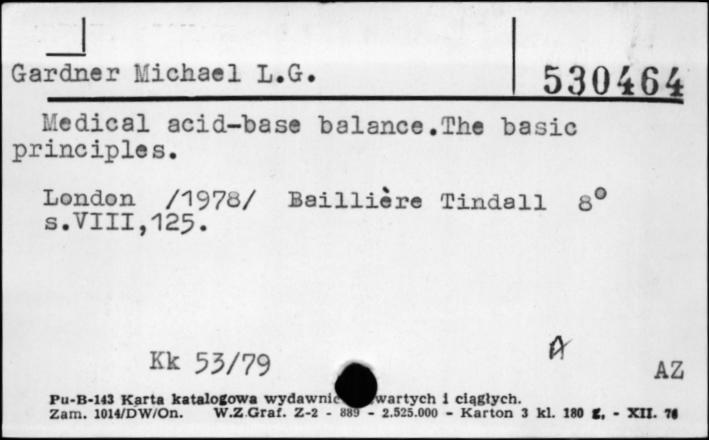 Gardner Michael L.G.
530464
Medical acid-base balance.The basic
principles.
London /1978/ Baillière Tindall 8°
s.VIII,125.
Kk 53/79
A
AZ
Pu-B-143 Karta katalogowa wydawnic wartych i ciągłych.
Zam. 1014/DW/On. W.Z.Graf. Z-2 - 889 - 2.525.000 - Karton 3 kl. 180 g. - XII. 76